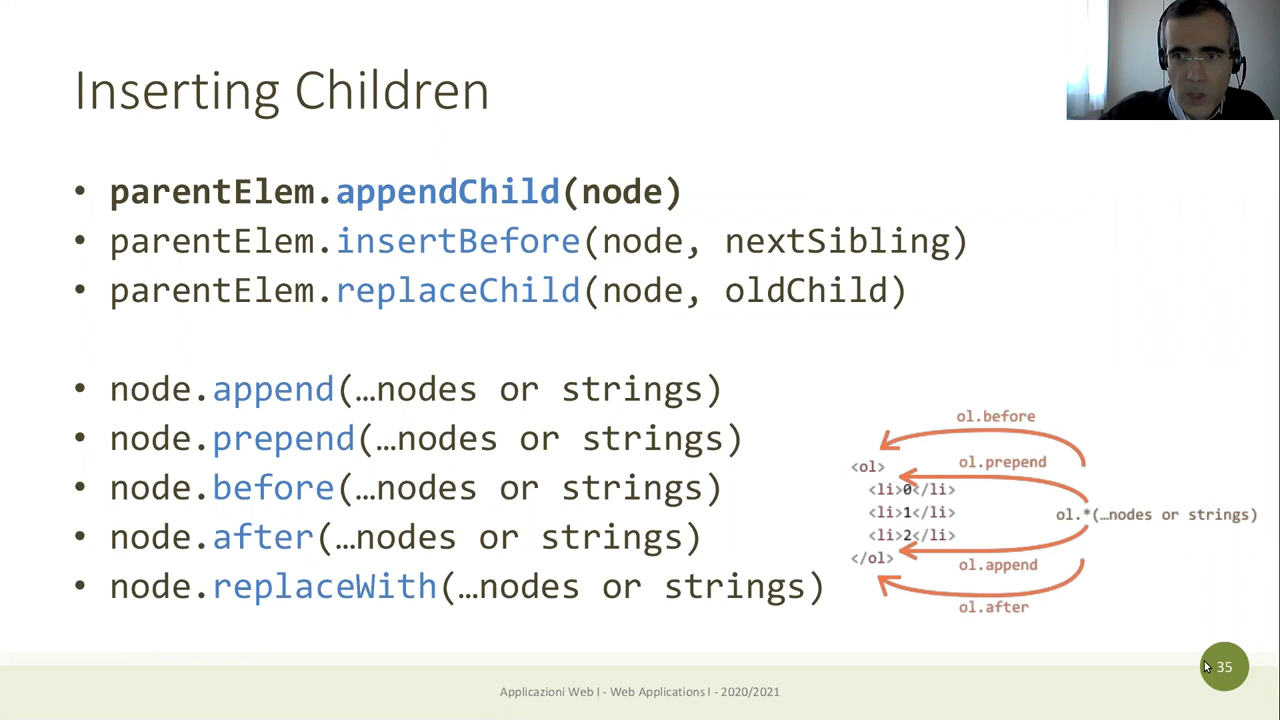 Inserting Children
• parentElem.appendChild(node)
• parentElem.insertBefore(node, nextSibling)
• parentElem.replaceChild(node, oldChild)
• node.append(…nodes or strings)
• node.prepend(…nodes or strings)
• node.before(…nodes or strings)
• node.after(…nodes or strings)
• node.replaceWith(…nodes or strings)
ol.before
<ol>
ol.prepend
<li>0</li>
<li>1</li>
ol.*(…nodes or strings)
<li>2</li>
</ol>
ol.append
ol.after
Applicazioni Web I - Web Applications I - 2020/2021
35